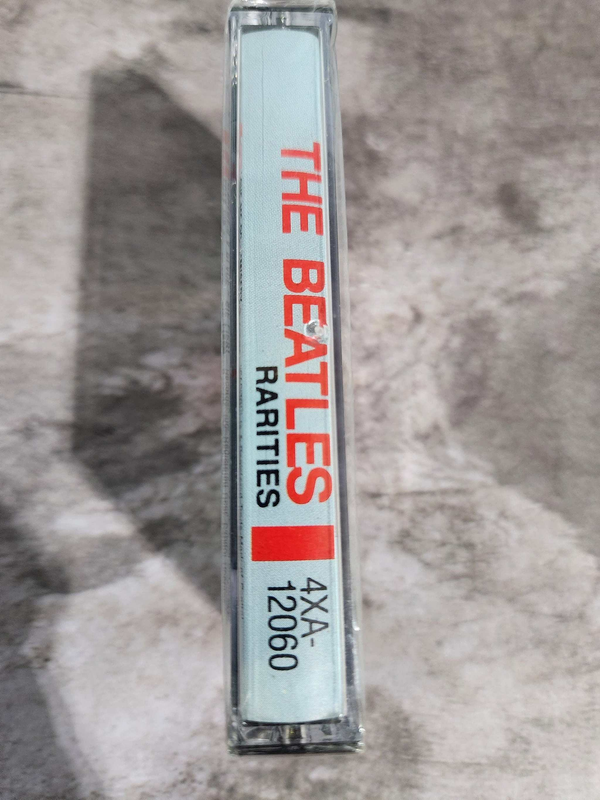 THE BEATLES
RARITIES
4XA-
12060